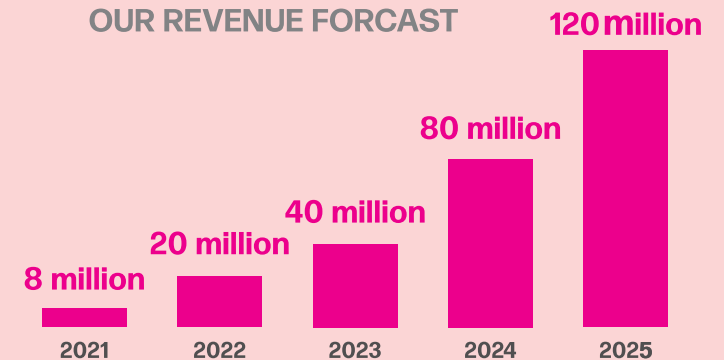 OUR REVENUE FORCAST
120 million
80 million
40 million
20 million
8 million
2021 2022 2023 2024 2025